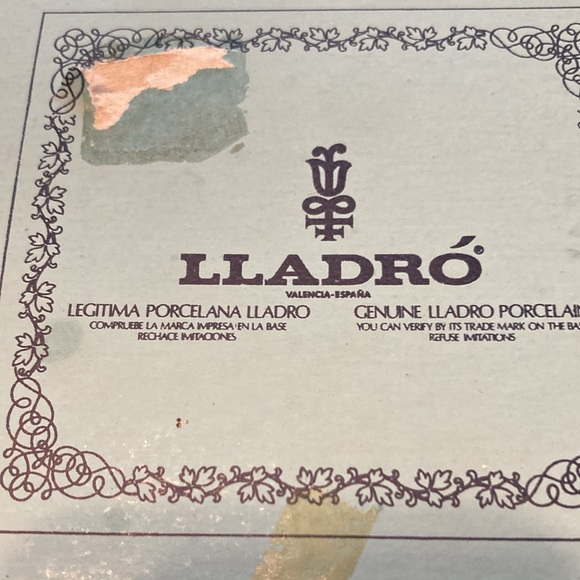 LLADRÓ®
VALENCIA-ESPAÑA
LEGITIMA PORCELANA LLADRO
COMPRUEBE LA MARCA IMPRESA EN LA BASE
RECHACE IMITACIONES
GENUINE LLADRO PORCELAIN
YOU CAN VERIFY BY ITS TRADE MARK ON THE BAS
REFUSE IMITATIONS